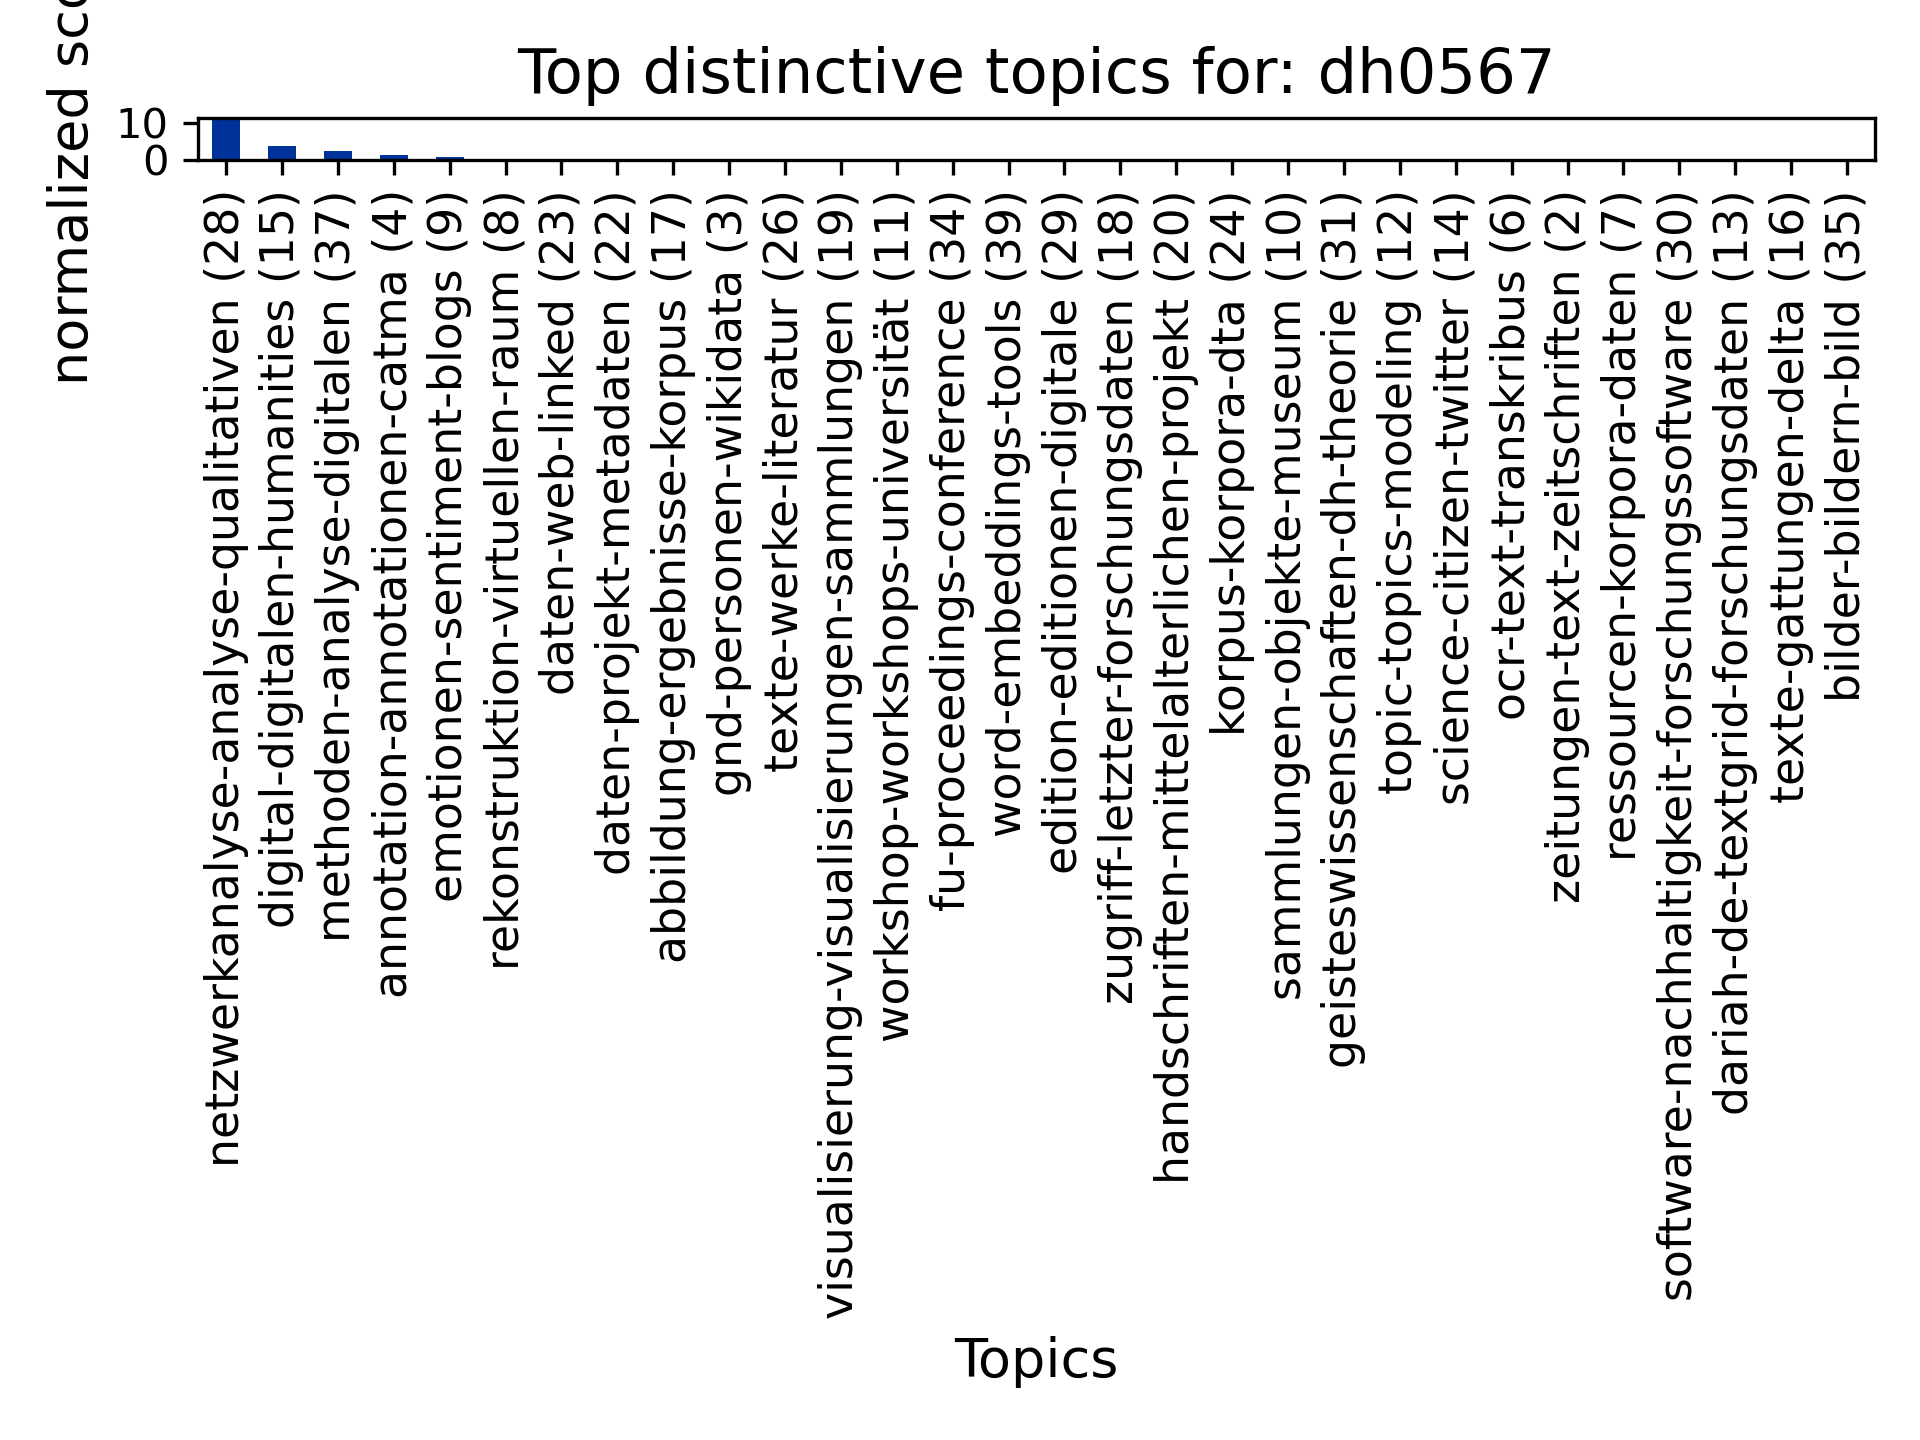 Top distinctive topics for: dh0567
normalized sco
10
0
netzwerkanalyse-analyse-qualitativen (28)
digital-digitalen-humanities (15)
methoden-analyse-digitalen (37)
annotation-annotationen-catma (4)
emotionen-sentiment-blogs (9)
rekonstruktion-virtuellen-raum (8)
daten-web-linked (23)
daten-projekt-metadaten (22)
abbildung-ergebnisse-korpus (17)
gnd-personen-wikidata (3)
texte-werke-literatur (26)
visualisierung-visualisierungen-sammlungen (19)
workshop-workshops-universität (11)
fu-proceedings-conference (34)
word-embeddings-tools (39)
edition-editionen-digitale (29)
zugriff-letzter-forschungsdaten (18)
handschriften-mittelalterlichen-projekt (20)
korpus-korpora-dta (24)
sammlungen-objekte-museum (10)
geisteswissenschaften-dh-theorie (31)
topic-topics-modeling (12)
science-citizen-twitter (14)
ocr-text-transkribus (6)
zeitungen-text-zeitschriften (2)
ressourcen-korpora-daten (7)
software-nachhaltigkeit-forschungssoftware (30)
dariah-de-textgrid-forschungsdaten (13)
texte-gattungen-delta (16)
bilder-bildern-bild (35)
Topics